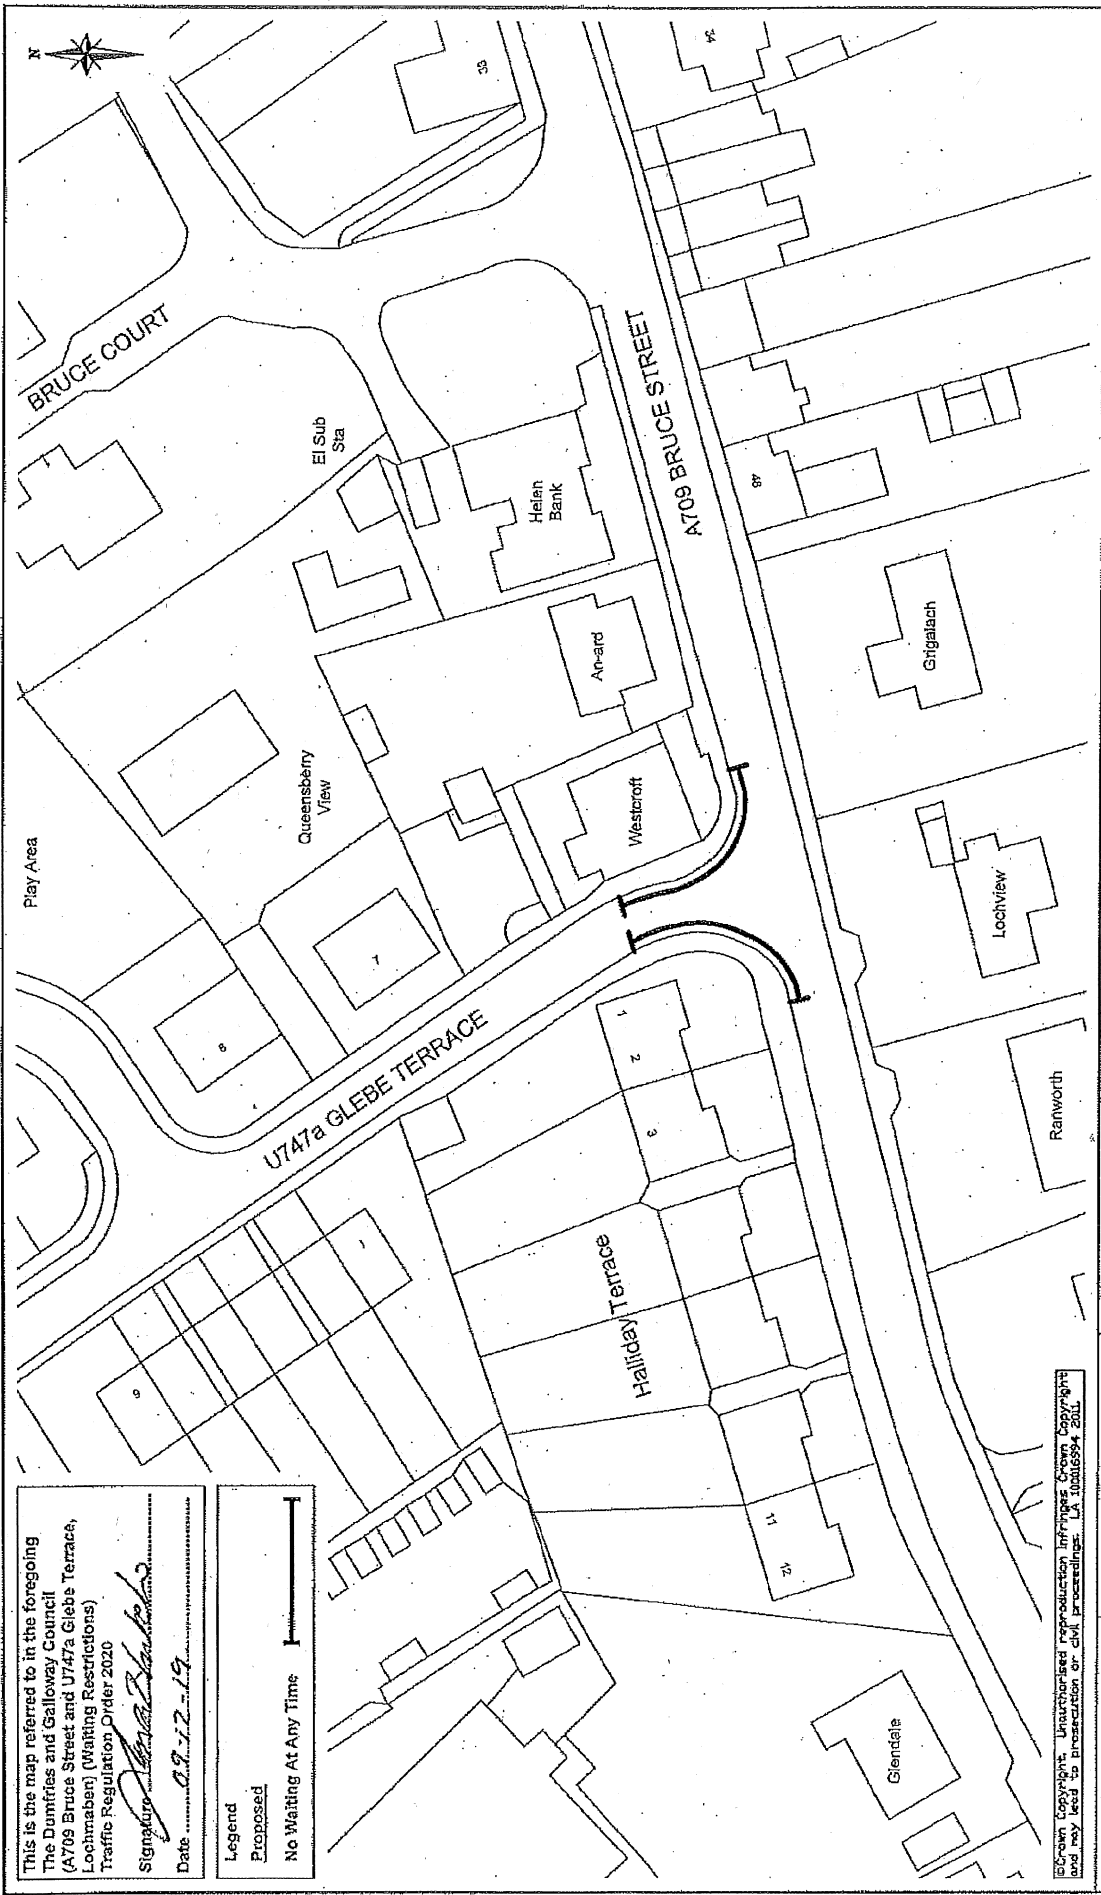 This is the map referred to in the foregoing
The Dumfries and Galloway Council
(A709 Bruce Street and U747a Glebe Terrace,
Lochmaben) (Waiting Restrictions)
Traffic Regulation Order 2020
Signature
Date 09-12-19
Legend
Proposed
No Waiting At Any Time
N
Play Area
BRUCE COURT
El Sub
Sta
33
34
Queensberry
View
Helen
Bank
An-ard
Westcroft
A709 BRUCE STREET
48
Grigalach
Lochview
Ranworth
U747a GLEBE TERRACE
7
1
2
3
1
9
Halliday Terrace
11
12
Glendale
©Crown Copyright. Unauthorised reproduction infringes Crown Copyright
and may lead to prosecution or civil proceedings. LA 100016994 2011.